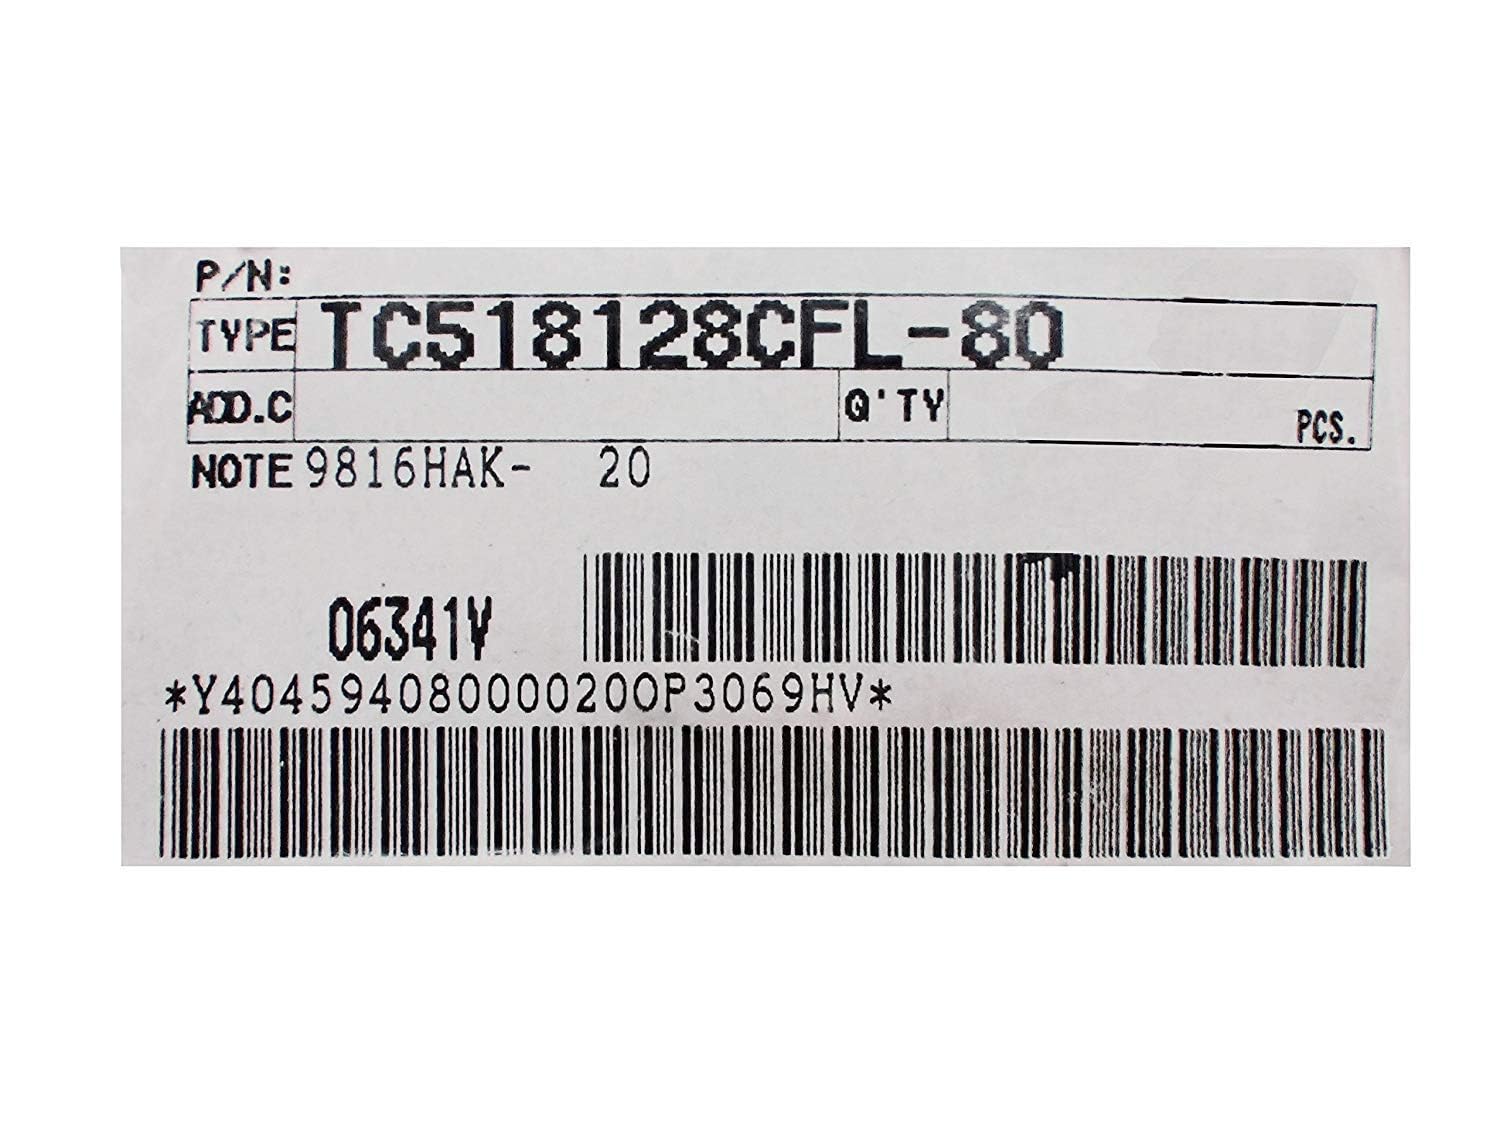 P/N:
TYPE TC518128CFL-80
ADD.C Q'TY PCS.
NOTE 9816HAK- 20
06341V
*Y40459408000020OP3069HV*